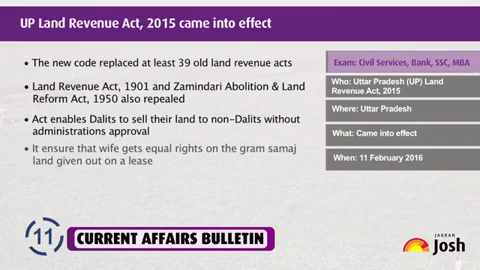 UP Land Revenue Act, 2015 came into effect
• The new code replaced at least 39 old land revenue acts
• Land Revenue Act, 1901 and Zamindari Abolition & Land
Reform Act, 1950 also repealed
• Act enables Dalits to sell their land to non-Dalits without
administrations approval
• It ensure that wife gets equal rights on the gram samaj
land given out on a lease
Exam: Civil Services, Bank, SSC, MBA
Who: Uttar Pradesh (UP) Land
Revenue Act, 2015
Where: Uttar Pradesh
What: Came into effect
When: 11 February 2016
11
CURRENT AFFAIRS BULLETIN
JAGRAN
Josh